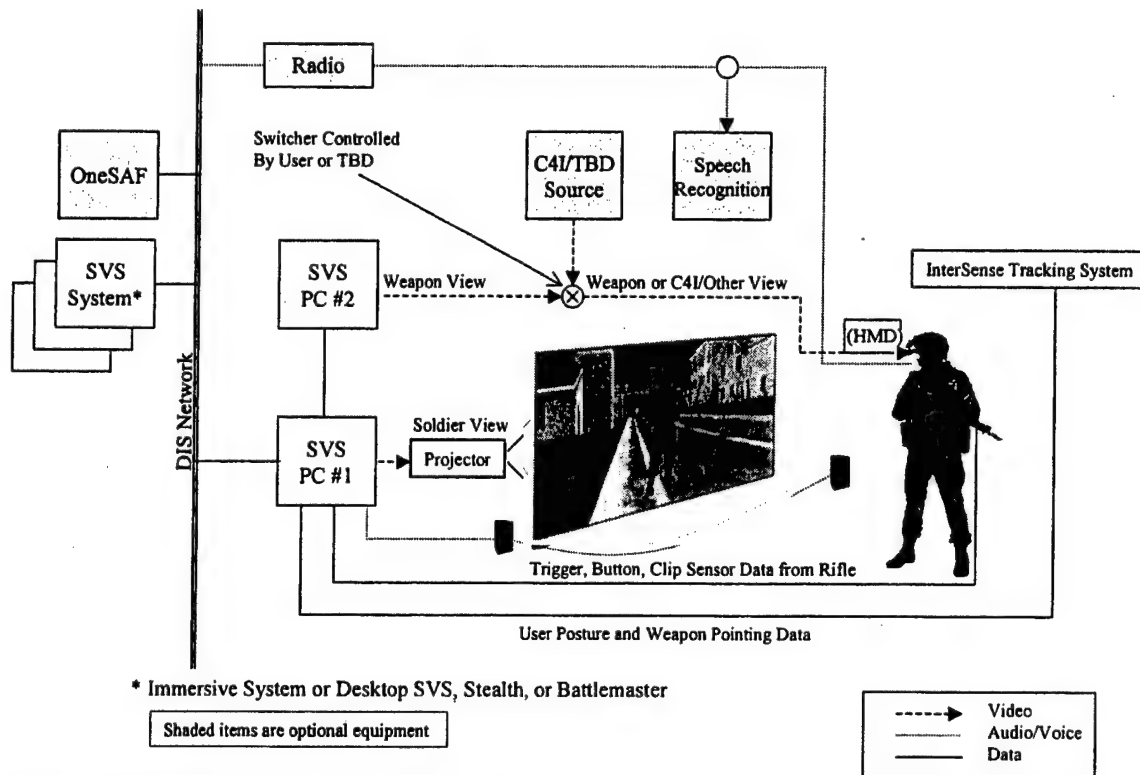 Radio
Switcher Controlled
By User or TBD
OneSAF
C4I/TBD
Source
Speech
Recognition
SVS
System*
SVS
PC #2
Weapon View
Weapon or C4I/Other View
InterSense Tracking System
(HMD)
DIS Network
Soldier View
SVS
PC #1
Projector
Trigger, Button, Clip Sensor Data from Rifle
User Posture and Weapon Pointing Data
* Immersive System or Desktop SVS, Stealth, or Battlemaster
Shaded items are optional equipment
Video
Audio/Voice
Data